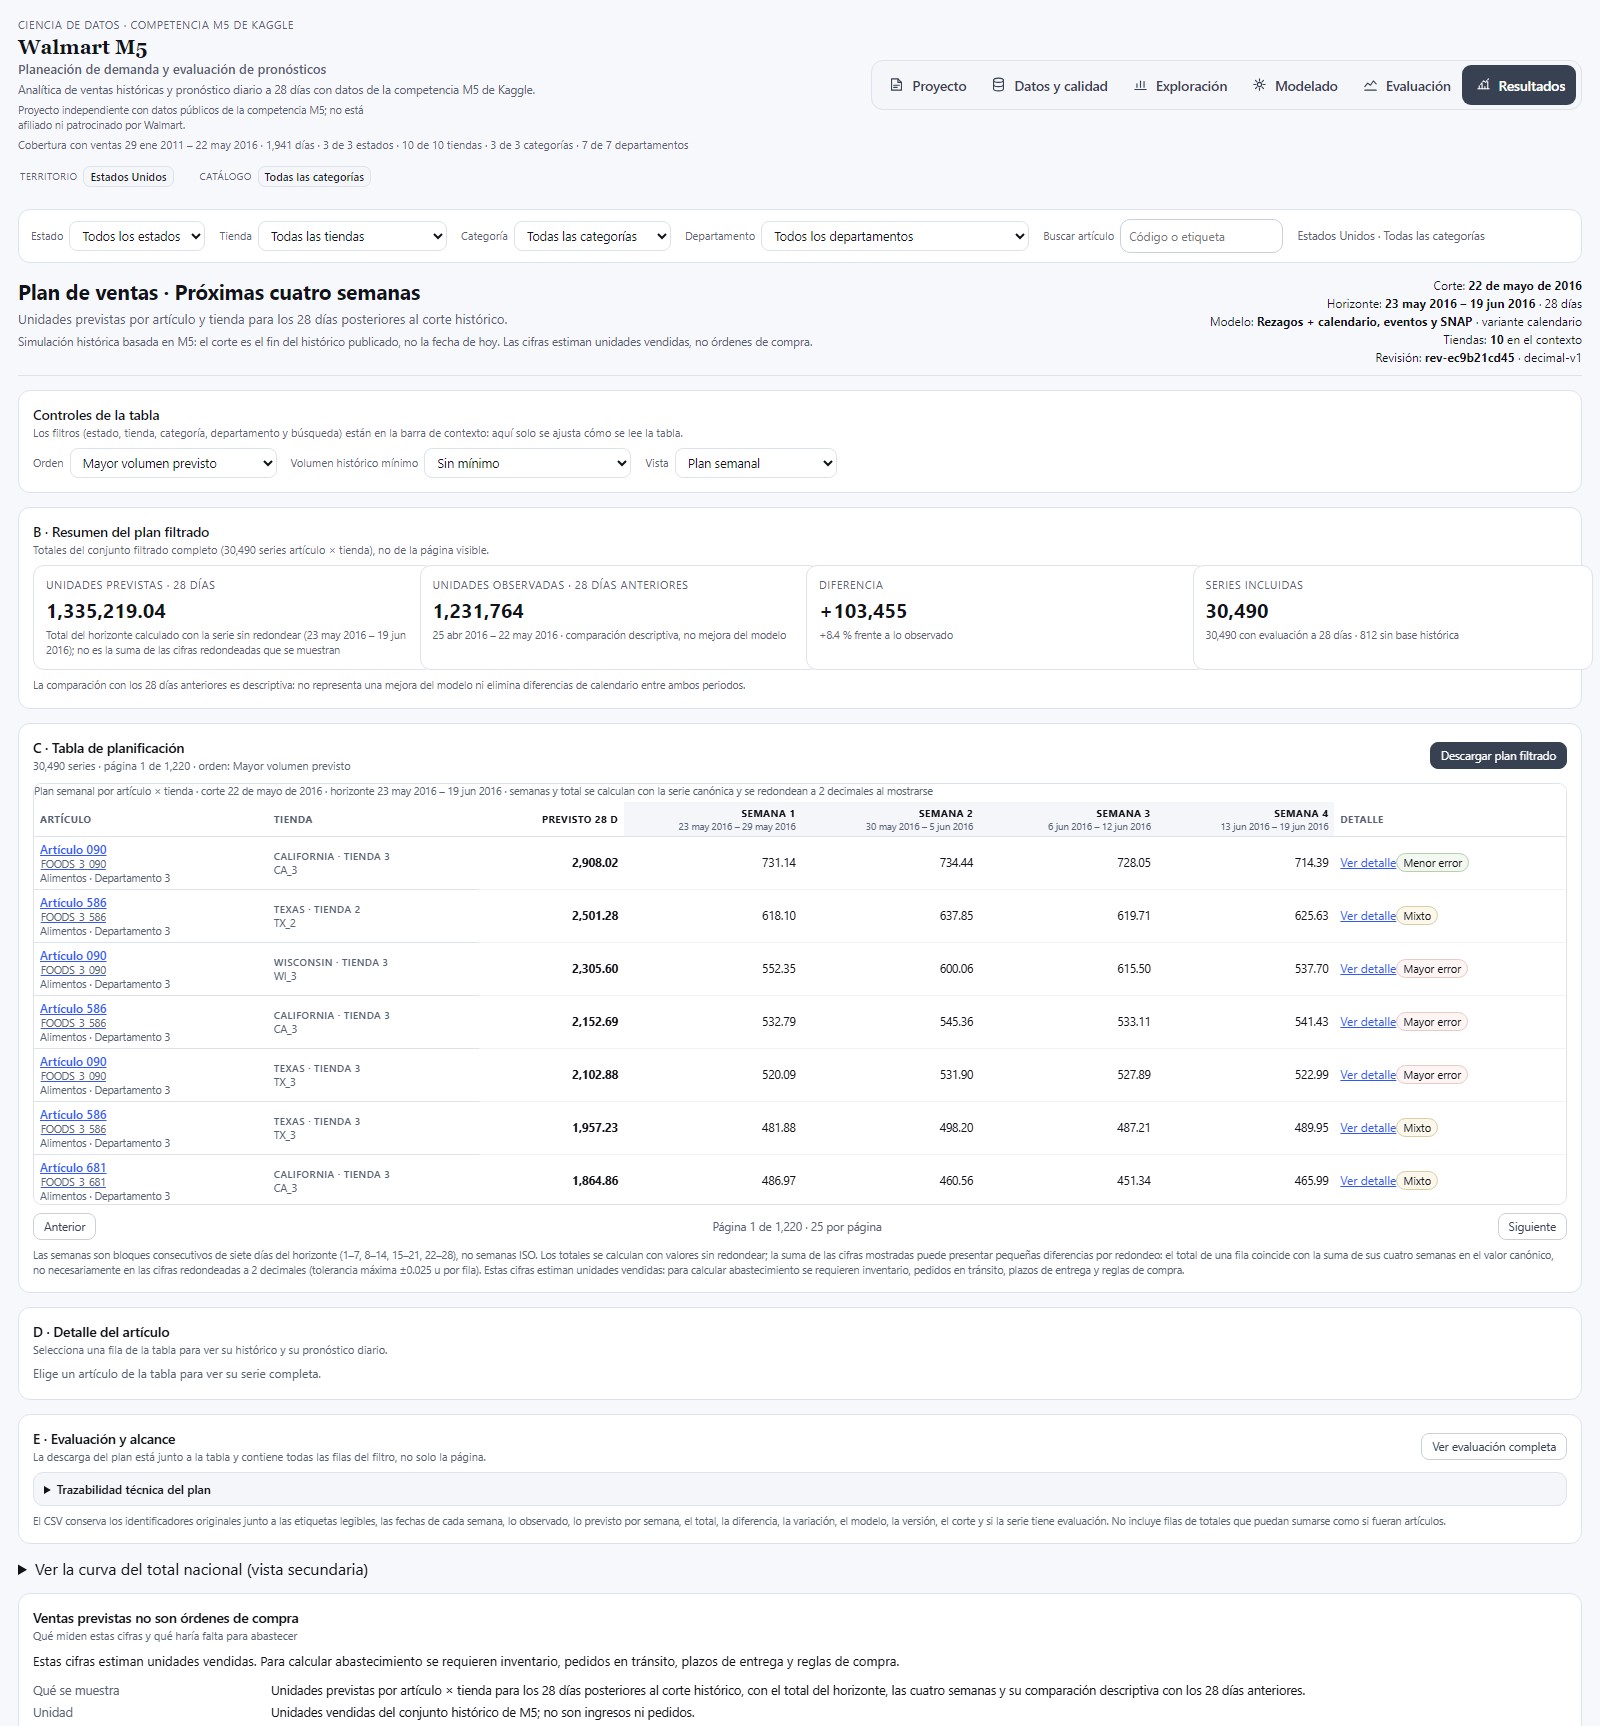 CIENCIA DE DATOS · COMPETENCIA M5 DE KAGGLE
Walmart M5
Planeación de demanda y evaluación de pronósticos
Analítica de ventas históricas y pronóstico diario a 28 días con datos de la competencia M5 de Kaggle.
Proyecto independiente con datos públicos de la competencia M5; no está
afiliado ni patrocinado por Walmart.
Cobertura con ventas 29 ene 2011 – 22 may 2016 · 1,941 días · 3 de 3 estados · 10 de 10 tiendas · 3 de 3 categorías · 7 de 7 departamentos
Proyecto Datos y calidad Exploración Modelado Evaluación Resultados
TERRITORIO Estados Unidos CATÁLOGO Todas las categorías
Estado Todos los estados Tienda Todas las tiendas Categoría Todas las categorías Departamento Todos los departamentos Buscar artículo Código o etiqueta Estados Unidos · Todas las categorías
Plan de ventas · Próximas cuatro semanas
Unidades previstas por artículo y tienda para los 28 días posteriores al corte histórico.
Simulación histórica basada en M5: el corte es el fin del histórico publicado, no la fecha de hoy. Las cifras estiman unidades vendidas, no órdenes de compra.
Corte: 22 de mayo de 2016
Horizonte: 23 may 2016 – 19 jun 2016 · 28 días
Modelo: Rezagos + calendario, eventos y SNAP · variante calendario
Tiendas: 10 en el contexto
Revisión: rev-ec9b21cd45 · decimal-v1
Controles de la tabla
Los filtros (estado, tienda, categoría, departamento y búsqueda) están en la barra de contexto: aquí solo se ajusta cómo se lee la tabla.
Orden Mayor volumen previsto Volumen histórico mínimo Sin mínimo Vista Plan semanal
B · Resumen del plan filtrado
Totales del conjunto filtrado completo (30,490 series artículo × tienda), no de la página visible.
UNIDADES PREVISTAS · 28 DÍAS
1,335,219.04
Total del horizonte calculado con la serie sin redondear (23 may 2016 – 19 jun
2016); no es la suma de las cifras redondeadas que se muestran
UNIDADES OBSERVADAS · 28 DÍAS ANTERIORES
1,231,764
25 abr 2016 – 22 may 2016 · comparación descriptiva, no mejora del modelo
DIFERENCIA
+103,455
+8.4 % frente a lo observado
SERIES INCLUIDAS
30,490
30,490 con evaluación a 28 días · 812 sin base histórica
La comparación con los 28 días anteriores es descriptiva: no representa una mejora del modelo ni elimina diferencias de calendario entre ambos periodos.
C · Tabla de planificación
30,490 series · página 1 de 1,220 · orden: Mayor volumen previsto
Descargar plan filtrado
Plan semanal por artículo × tienda · corte 22 de mayo de 2016 · horizonte 23 may 2016 – 19 jun 2016 · semanas y total se calculan con la serie canónica y se redondean a 2 decimales al mostrarse
ARTÍCULO TIENDA PREVISTO 28 D SEMANA 1 SEMANA 2 SEMANA 3 SEMANA 4 DETALLE
23 may 2016 – 29 may 2016 30 may 2016 – 5 jun 2016 6 jun 2016 – 12 jun 2016 13 jun 2016 – 19 jun 2016
Artículo 090
FOODS_3_090
Alimentos · Departamento 3
CALIFORNIA · TIENDA 3
CA_3
2,908.02 731.14 734.44 728.05 714.39 Ver detalle Menor error
Artículo 586
FOODS_3_586
Alimentos · Departamento 3
TEXAS · TIENDA 2
TX_2
2,501.28 618.10 637.85 619.71 625.63 Ver detalle Mixto
Artículo 090
FOODS_3_090
Alimentos · Departamento 3
WISCONSIN · TIENDA 3
WI_3
2,305.60 552.35 600.06 615.50 537.70 Ver detalle Mayor error
Artículo 586
FOODS_3_586
Alimentos · Departamento 3
CALIFORNIA · TIENDA 3
CA_3
2,152.69 532.79 545.36 533.11 541.43 Ver detalle Mayor error
Artículo 090
FOODS_3_090
Alimentos · Departamento 3
TEXAS · TIENDA 3
TX_3
2,102.88 520.09 531.90 527.89 522.99 Ver detalle Mayor error
Artículo 586
FOODS_3_586
Alimentos · Departamento 3
TEXAS · TIENDA 3
TX_3
1,957.23 481.88 498.20 487.21 489.95 Ver detalle Mixto
Artículo 681
FOODS_3_681
Alimentos · Departamento 3
CALIFORNIA · TIENDA 3
CA_3
1,864.86 486.97 460.56 451.34 465.99 Ver detalle Mixto
Anterior Página 1 de 1,220 · 25 por página Siguiente
Las semanas son bloques consecutivos de siete días del horizonte (1–7, 8–14, 15–21, 22–28), no semanas ISO. Los totales se calculan con valores sin redondear; la suma de las cifras mostradas puede presentar pequeñas diferencias por redondeo: el total de una fila coincide con la suma de sus cuatro semanas en el valor canónico,
no necesariamente en las cifras redondeadas a 2 decimales (tolerancia máxima ±0.025 u por fila). Estas cifras estiman unidades vendidas: para calcular abastecimiento se requieren inventario, pedidos en tránsito, plazos de entrega y reglas de compra.
D · Detalle del artículo
Selecciona una fila de la tabla para ver su histórico y su pronóstico diario.
Elige un artículo de la tabla para ver su serie completa.
E · Evaluación y alcance
La descarga del plan está junto a la tabla y contiene todas las filas del filtro, no solo la página.
Ver evaluación completa
Trazabilidad técnica del plan
El CSV conserva los identificadores originales junto a las etiquetas legibles, las fechas de cada semana, lo observado, lo previsto por semana, el total, la diferencia, la variación, el modelo, la versión, el corte y si la serie tiene evaluación. No incluye filas de totales que puedan sumarse como si fueran artículos.
Ver la curva del total nacional (vista secundaria)
Ventas previstas no son órdenes de compra
Qué miden estas cifras y qué haría falta para abastecer
Estas cifras estiman unidades vendidas. Para calcular abastecimiento se requieren inventario, pedidos en tránsito, plazos de entrega y reglas de compra.
Qué se muestra Unidades previstas por artículo × tienda para los 28 días posteriores al corte histórico, con el total del horizonte, las cuatro semanas y su comparación descriptiva con los 28 días anteriores.
Unidad Unidades vendidas del conjunto histórico de M5; no son ingresos ni pedidos.